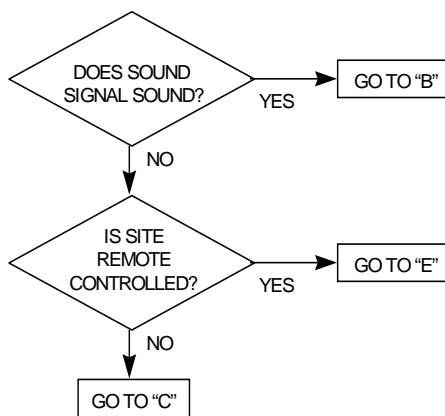 DOES SOUND
SIGNAL SOUND?
YES
GO TO “B”
NO
IS SITE
REMOTE
CONTROLLED?
YES
GO TO “E”
NO
GO TO “C”